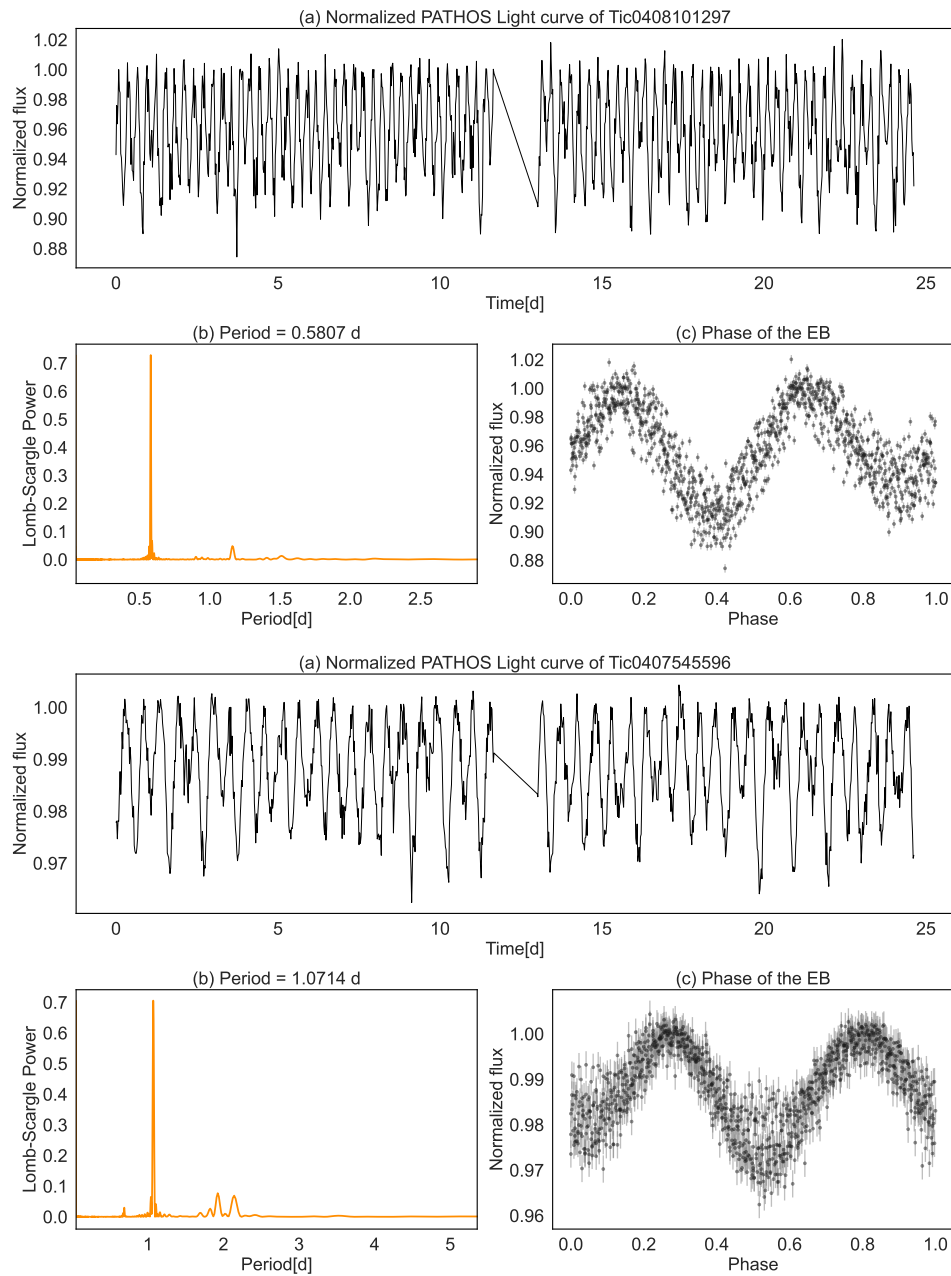 (a) Normalized PATHOS Light curve of Tic0408101297
1.02
1.00
0.98
0.96
0.94
0.92
0.90
0.88
Normalized flux
0 5 10 15 20 25
Time[d]
(b) Period = 0.5807 d
0.7
0.6
0.5
0.4
0.3
0.2
0.1
0.0
Lomb-Scargle Power
0.5 1.0 1.5 2.0 2.5
Period[d]
(c) Phase of the EB
1.02
1.00
0.98
0.96
0.94
0.92
0.90
0.88
Normalized flux
0.0 0.2 0.4 0.6 0.8 1.0
Phase
(a) Normalized PATHOS Light curve of Tic0407545596
1.00
0.99
0.98
0.97
Normalized flux
0 5 10 15 20 25
Time[d]
(b) Period = 1.0714 d
0.7
0.6
0.5
0.4
0.3
0.2
0.1
0.0
Lomb-Scargle Power
1 2 3 4 5
Period[d]
(c) Phase of the EB
1.00
0.99
0.98
0.97
0.96
Normalized flux
0.0 0.2 0.4 0.6 0.8 1.0
Phase